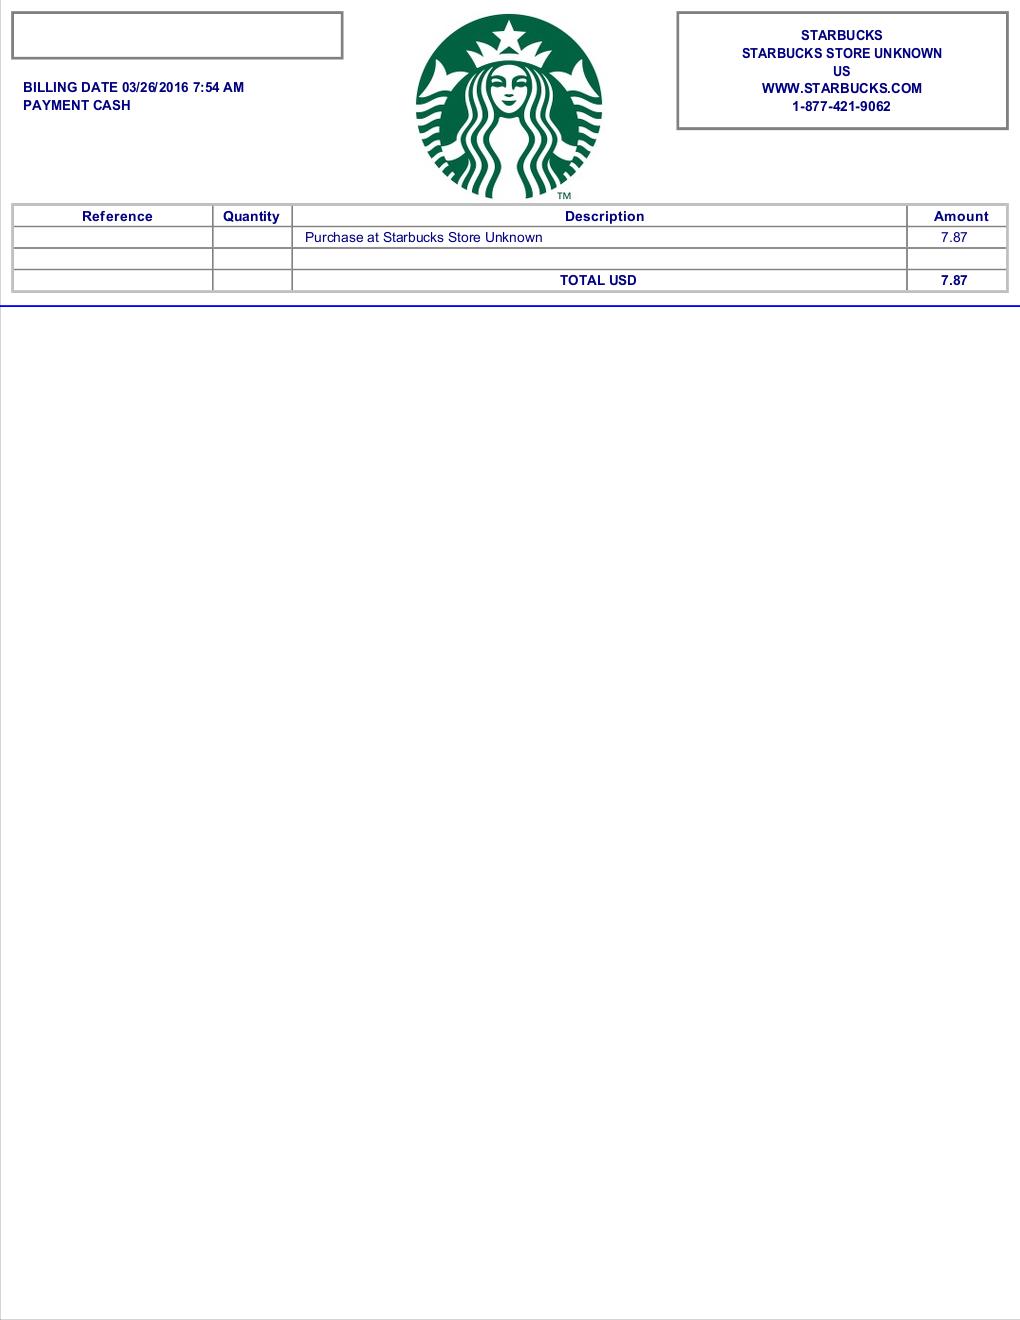 STARBUCKS
STARBUCKS STORE UNKNOWN
US
WWW.STARBUCKS.COM
1-877-421-9062
BILLING DATE 03/26/2016 7:54 AM
PAYMENT CASH
TM
Reference Quantity Description Amount
Purchase at Starbucks Store Unknown 7.87
TOTAL USD 7.87